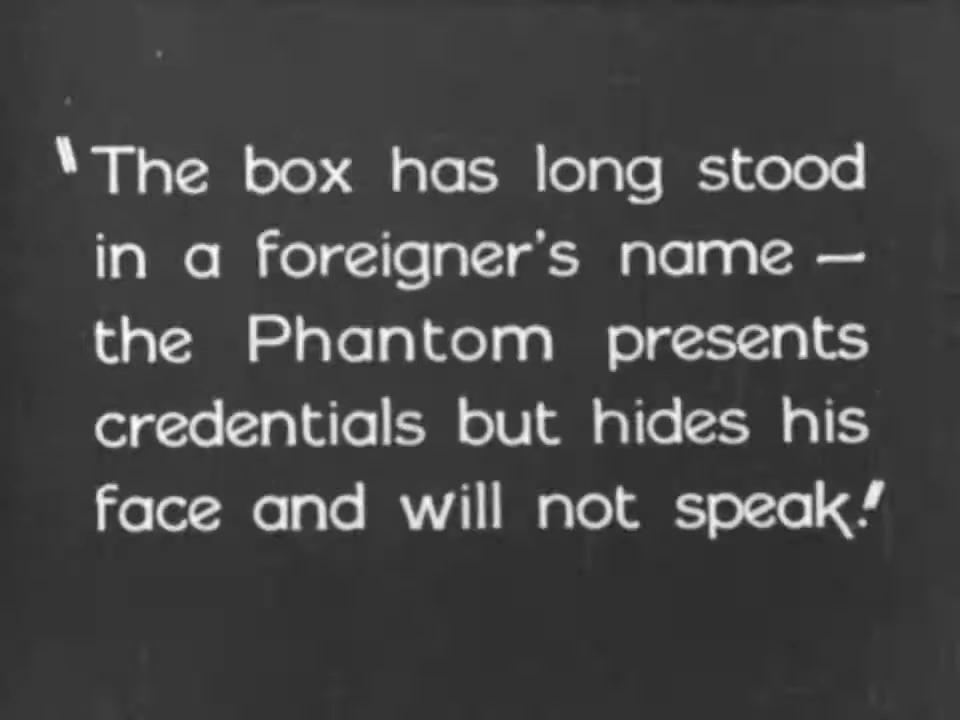 "The box has long stood
in a foreigner's name —
the Phantom presents
credentials but hides his
face and will not speak."